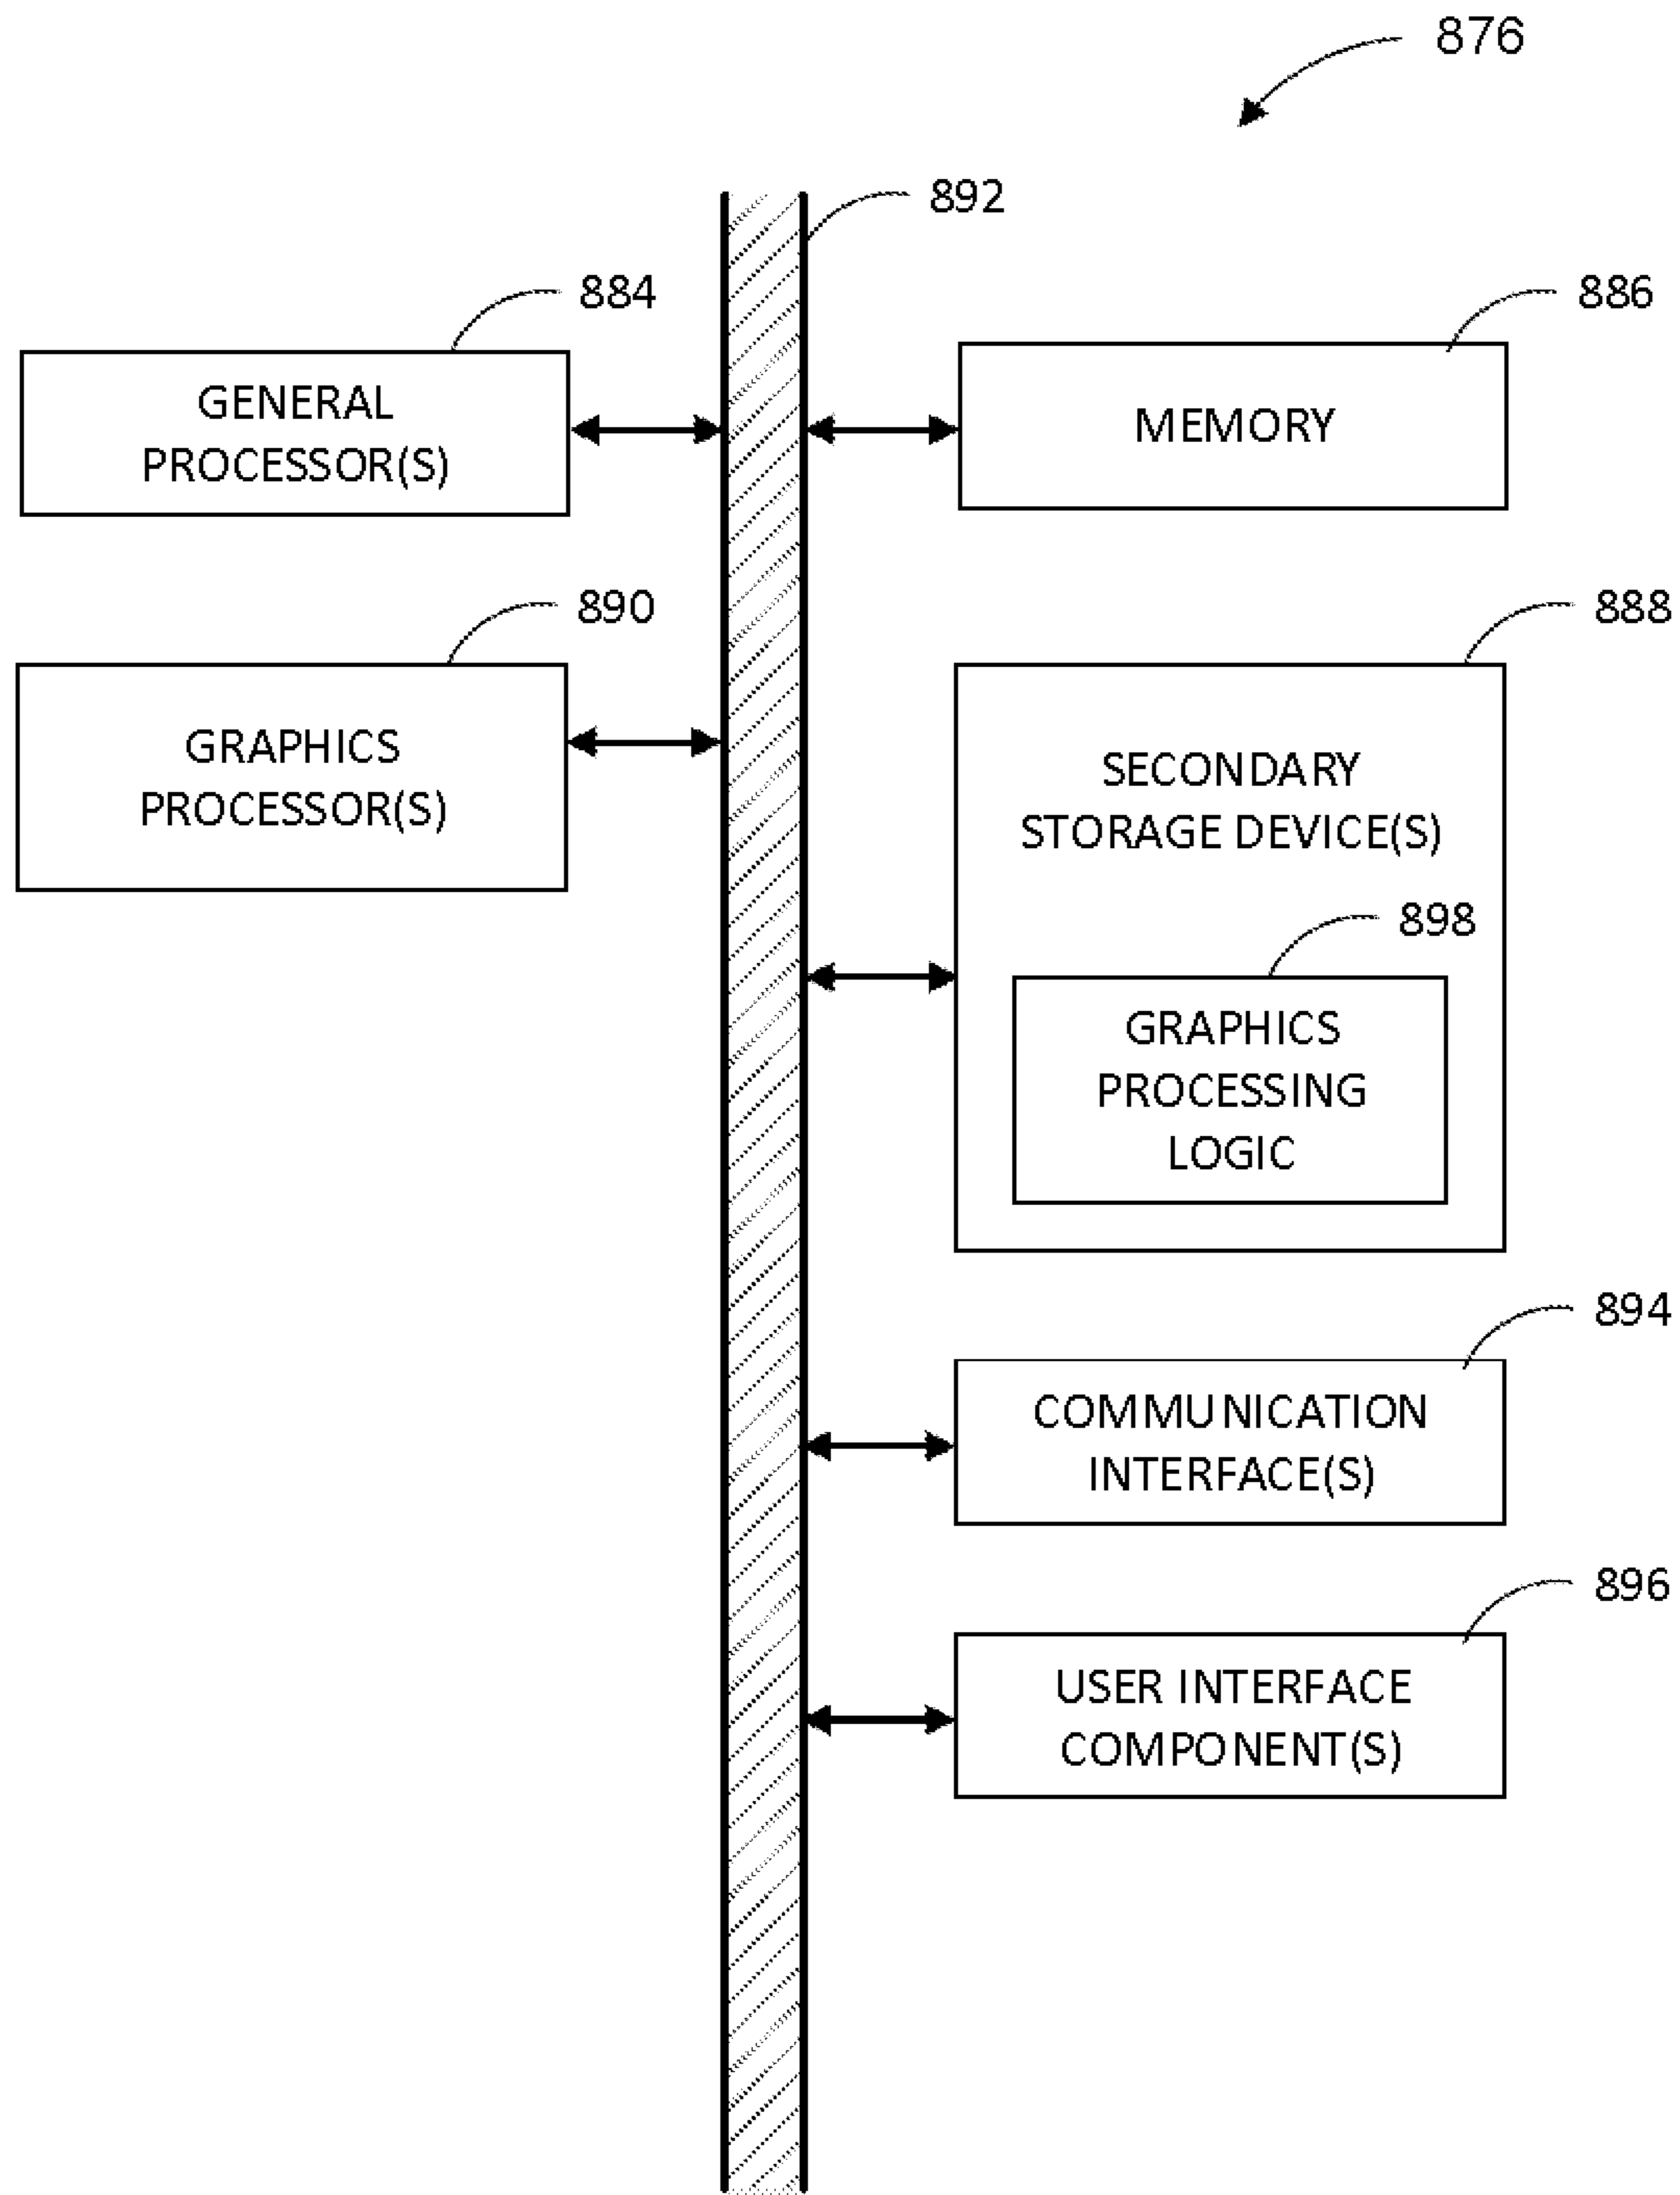 876
892
884
GENERAL
PROCESSOR(S)
886
MEMORY
890
GRAPHICS
PROCESSOR(S)
888
SECONDARY
STORAGE DEVICE(S)
898
GRAPHICS
PROCESSING
LOGIC
894
COMMUNICATION
INTERFACE(S)
896
USER INTERFACE
COMPONENT(S)